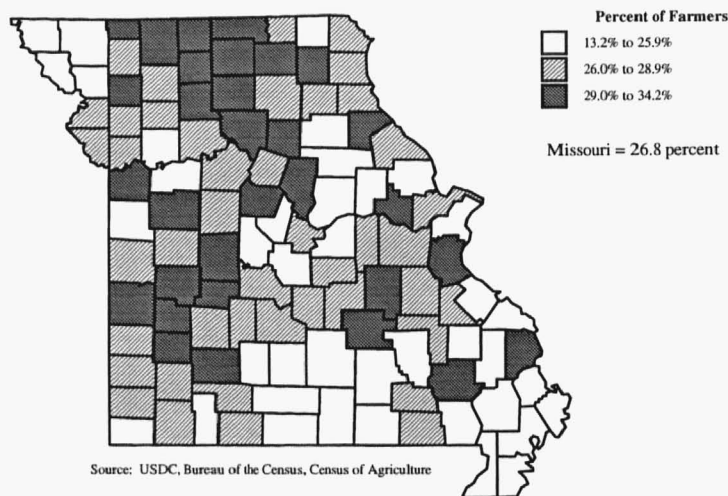 Percent of Farmers
13.2% to 25.9%
26.0% to 28.9%
29.0% to 34.2%
Missouri = 26.8 percent
Source: USDC, Bureau of the Census, Census of Agriculture